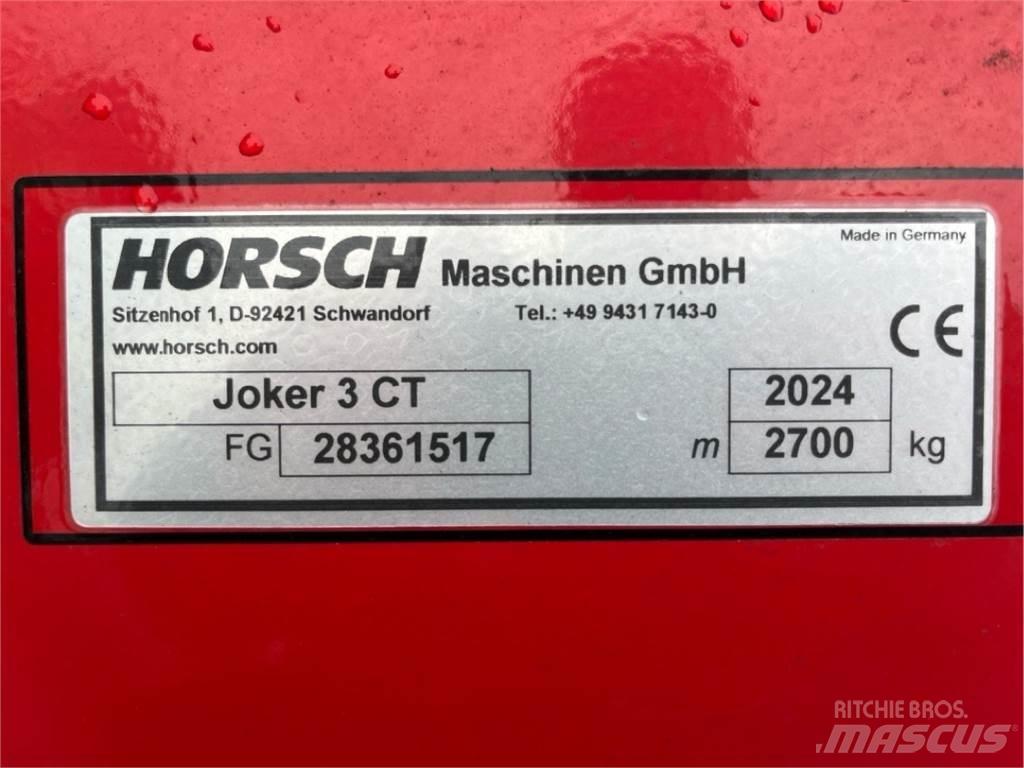 HORSCH Maschinen GmbH
Made in Germany
Sitzenhof 1, D-92421 Schwandorf Tel.: +49 9431 7143-0
www.horsch.com
CE
Joker 3 CT 2024
FG 28361517 m 2700 kg
RITCHIE BROS.
MASCUS